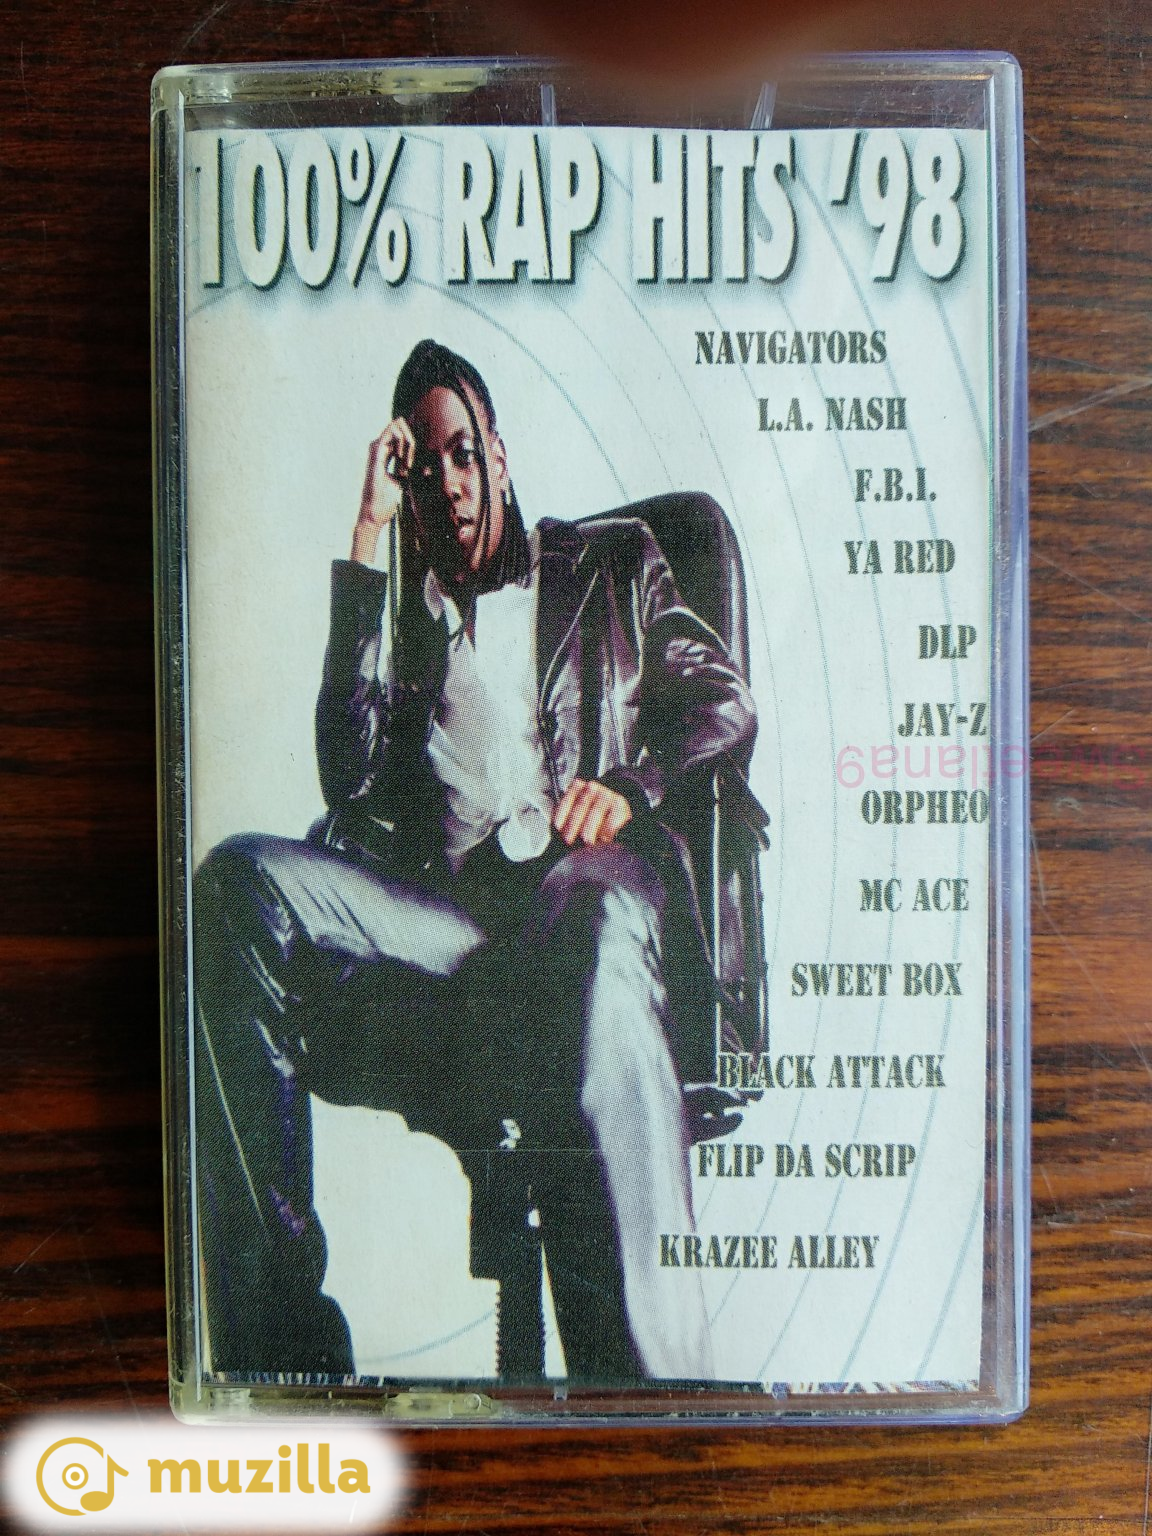 100% RAP HITS '98
NAVIGATORS
L.A. NASH
F.B.I.
YA RED
DLP
JAY-Z
ORPHEO
MC ACE
SWEET BOX
BLACK ATTACK
FLIP DA SCRIP
KRAZEE ALLEY
muzilla